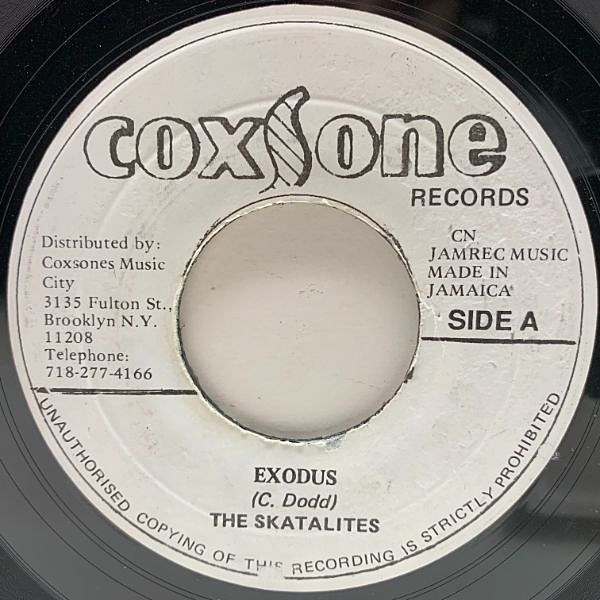 coxsone
RECORDS
Distributed by:
Coxsones Music
City
3135 Fulton St.,
Brooklyn N.Y.
11208
Telephone:
718-277-4166
CN
JAMREC MUSIC
MADE IN
JAMAICA
SIDE A
EXODUS
(C. Dodd)
THE SKATALITES
UNAUTHORISED COPYING OF THIS RECORDING IS STRICTLY PROHIBITED